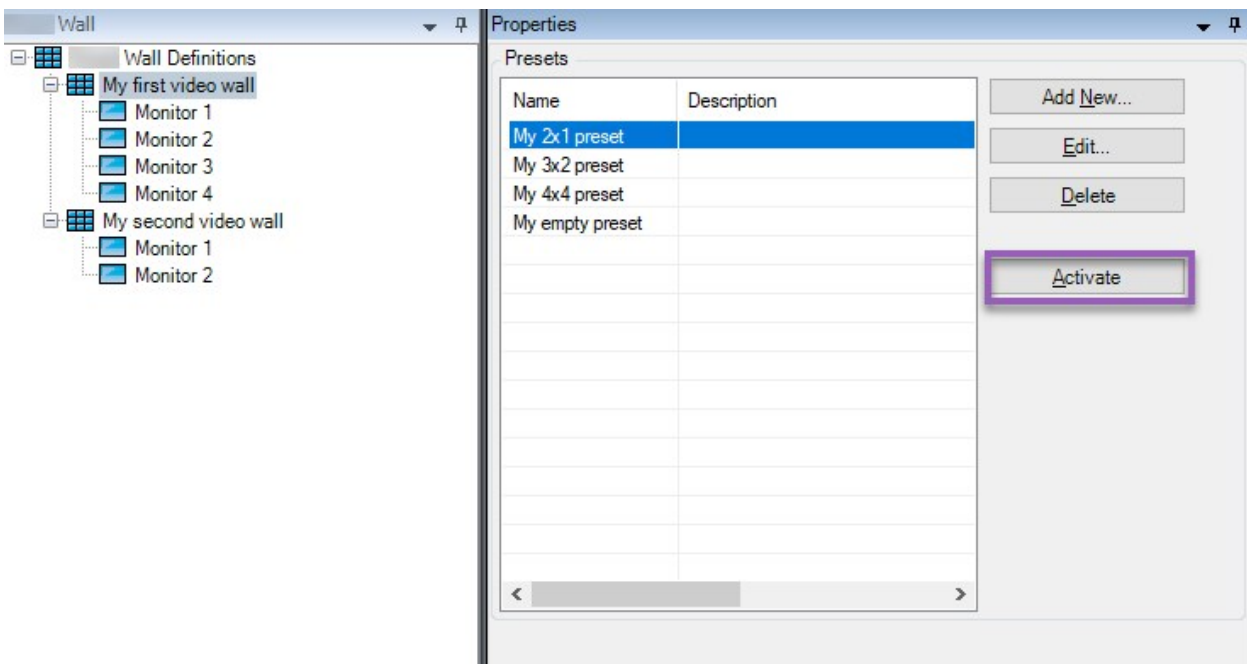 Wall
Wall Definitions
My first video wall
Monitor 1
Monitor 2
Monitor 3
Monitor 4
My second video wall
Monitor 1
Monitor 2
Properties
Presets
Name Description
My 2x1 preset
My 3x2 preset
My 4x4 preset
My empty preset
Add New...
Edit...
Delete
Activate